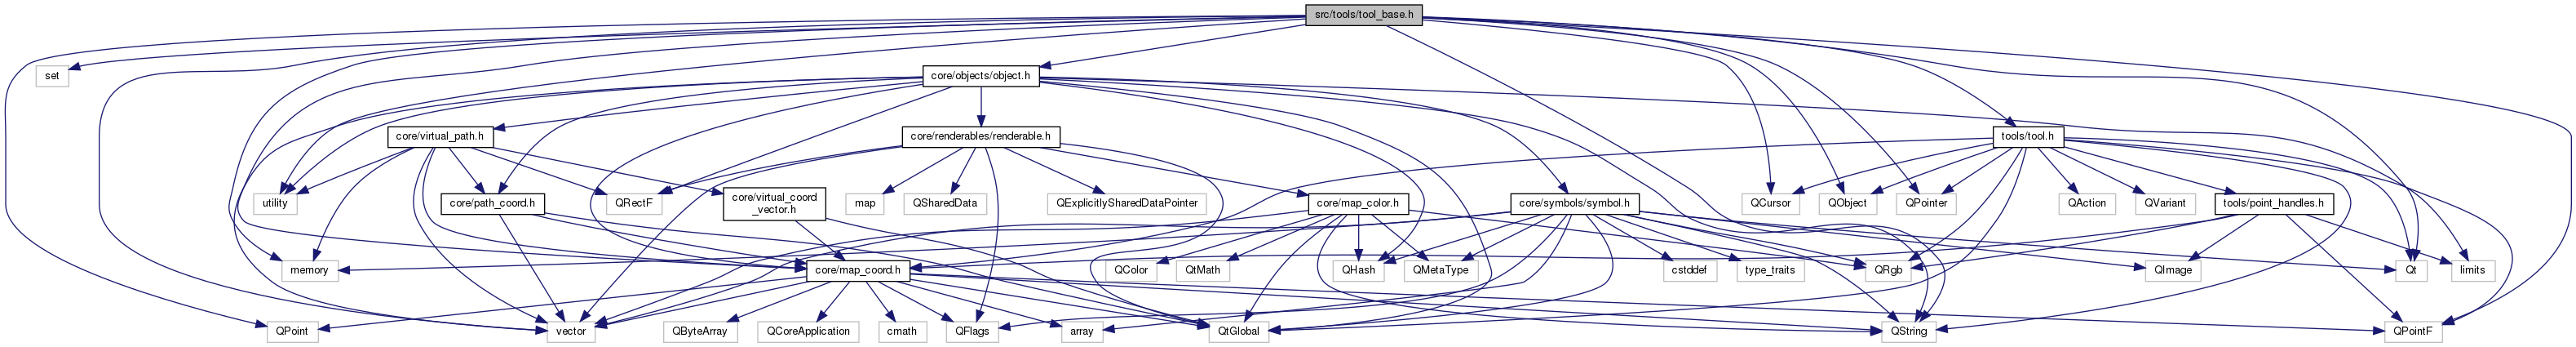 src/tools/tool_base.h
set
core/objects/object.h
core/virtual_path.h
core/renderables/renderable.h
tools/tool.h
utility
core/path_coord.h
QRectF
core/virtual_coord
_vector.h
map
QSharedData
QExplicitlySharedDataPointer
core/map_color.h
core/symbols/symbol.h
QCursor
QObject
QPointer
QAction
QVariant
tools/point_handles.h
memory
core/map_coord.h
QColor
QtMath
QHash
QMetaType
cstddef
type_traits
QRgb
QImage
Qt
limits
QPoint
vector
QByteArray
QCoreApplication
cmath
QFlags
array
QtGlobal
QString
QPointF